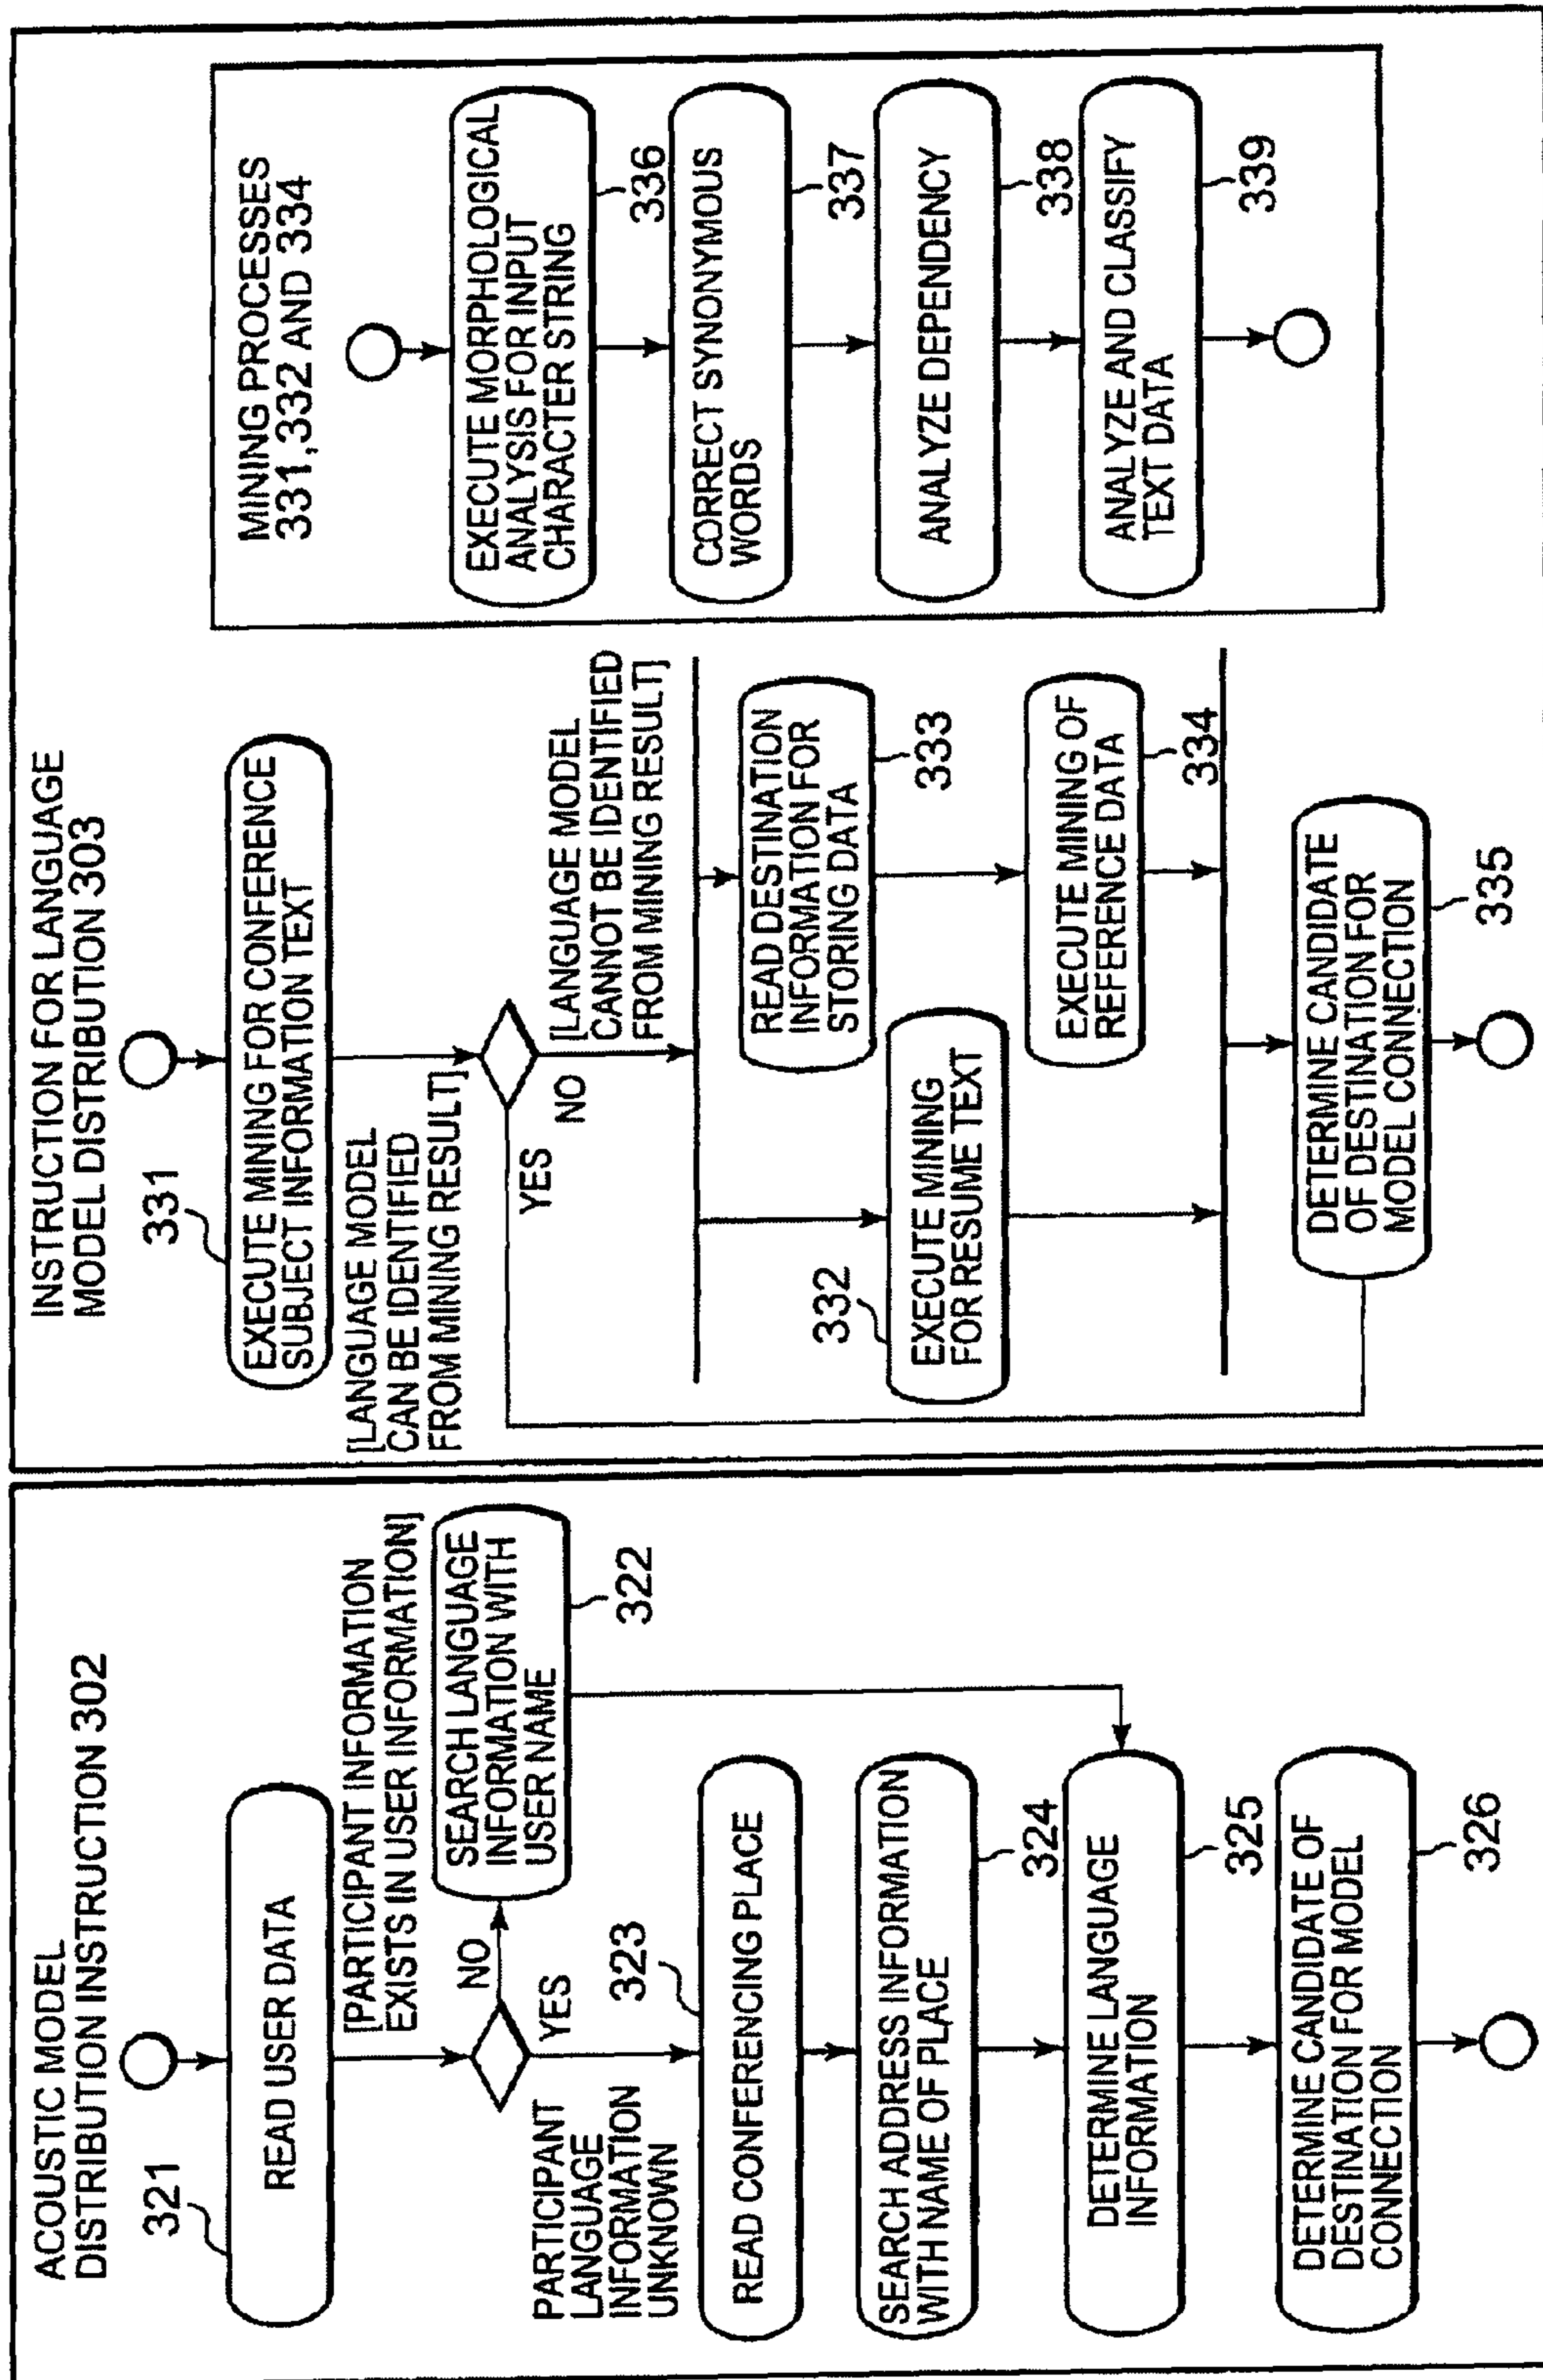 ACOUSTIC MODEL
DISTRIBUTION INSTRUCTION 302
321
READ USER DATA
[PARTICIPANT INFORMATION
EXISTS IN USER INFORMATION]
NO
YES
SEARCH LANGUAGE
INFORMATION WITH
USER NAME
322
PARTICIPANT
LANGUAGE
INFORMATION
UNKNOWN
323
READ CONFERENCING PLACE
SEARCH ADDRESS INFORMATION
WITH NAME OF PLACE
324
DETERMINE LANGUAGE
INFORMATION
325
DETERMINE CANDIDATE OF
DESTINATION FOR MODEL
CONNECTION
326
INSTRUCTION FOR LANGUAGE
MODEL DISTRIBUTION 303
331
EXECUTE MINING FOR CONFERENCE
SUBJECT INFORMATION TEXT
[LANGUAGE MODEL
CAN BE IDENTIFIED
FROM MINING RESULT]
YES
NO
[LANGUAGE MODEL
CANNOT BE IDENTIFIED
FROM MINING RESULT]
332
EXECUTE MINING
FOR RESUME TEXT
READ DESTINATION
INFORMATION FOR
STORING DATA
333
EXECUTE MINING OF
REFERENCE DATA
334
DETERMINE CANDIDATE
OF DESTINATION FOR
MODEL CONNECTION
335
MINING PROCESSES
331,332 AND 334
EXECUTE MORPHOLOGICAL
ANALYSIS FOR INPUT
CHARACTER STRING
336
CORRECT SYNONYMOUS
WORDS
337
ANALYZE DEPENDENCY
338
ANALYZE AND CLASSIFY
TEXT DATA
339